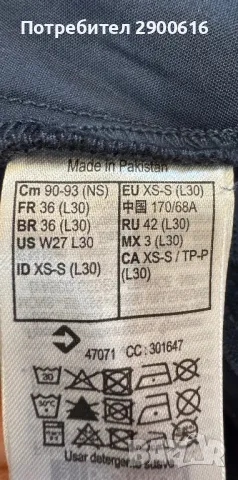 Потребител 2900616
Made in Pakistan
Cm 90-93 (NS)
FR 36 (L30)
BR 36 (L30)
US W27 L30
ID XS-S (L30)
EU XS-S (L30)
中国 170/68A
RU 42 (L30)
MX 3 (L30)
CA XS-S / TP-P
(L30)
47071 CC: 301647
30
Usar detergente suave
BAZAR